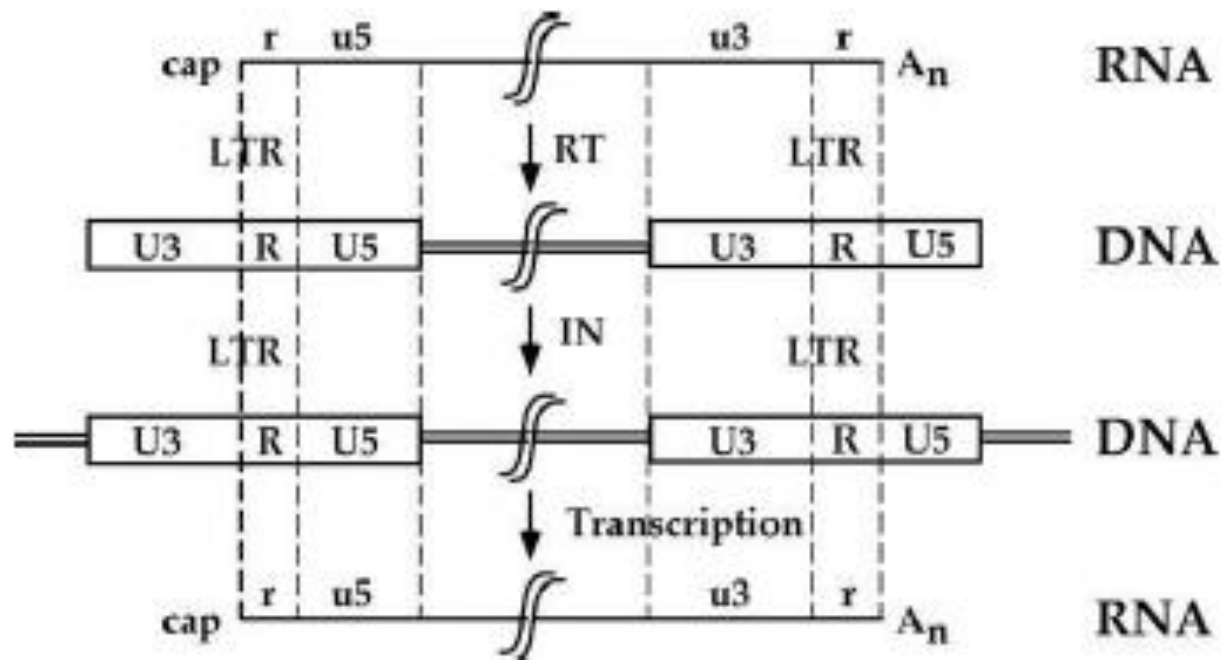 r u5 u3 r
cap An RNA
LTR RT LTR
U3 R U5 U3 R U5 DNA
LTR IN LTR
U3 R U5 U3 R U5 DNA
Transcription
r u5 u3 r
cap An RNA